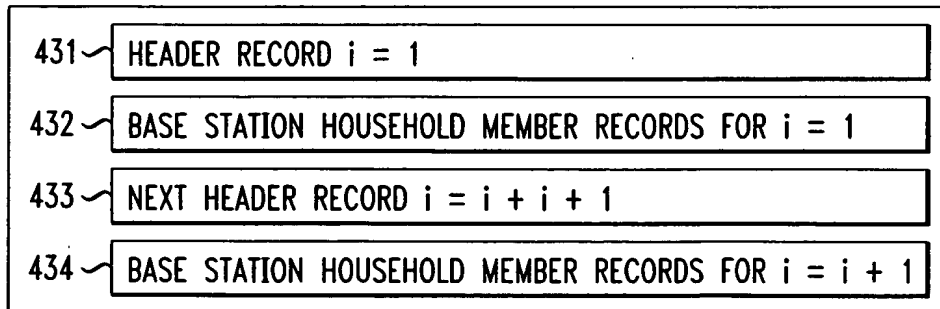 431 HEADER RECORD i = 1
432 BASE STATION HOUSEHOLD MEMBER RECORDS FOR i = 1
433 NEXT HEADER RECORD i = i + i + 1
434 BASE STATION HOUSEHOLD MEMBER RECORDS FOR i = i + 1